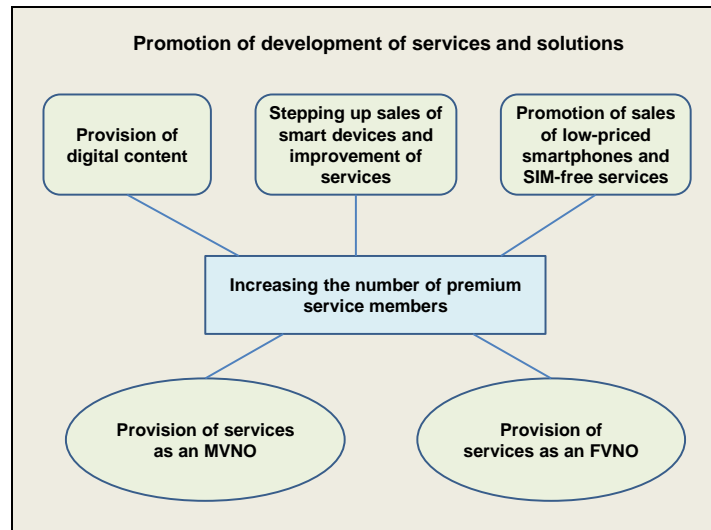 Promotion of development of services and solutions
Provision of
digital content
Stepping up sales of
smart devices and
improvement of
services
Promotion of sales
of low-priced
smartphones and
SIM-free services
Increasing the number of premium
service members
Provision of services
as an MVNO
Provision of
services as an FVNO